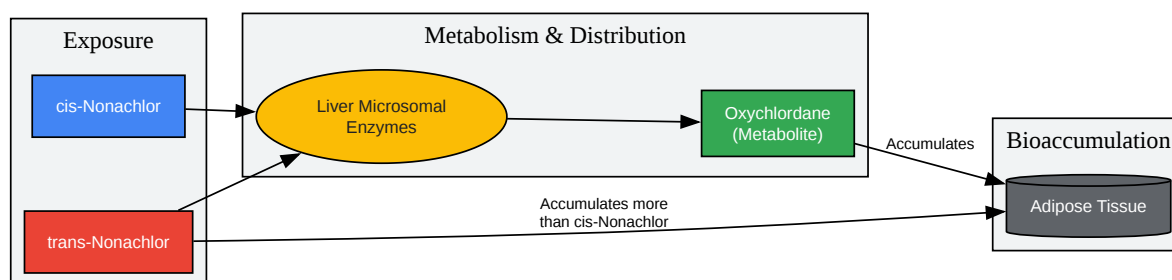 Exposure
cis-Nonachlor
trans-Nonachlor
Metabolism & Distribution
Liver Microsomal
Enzymes
Oxychlordane
(Metabolite)
Accumulates
Accumulates more
than cis-Nonachlor
Bioaccumulation
Adipose Tissue